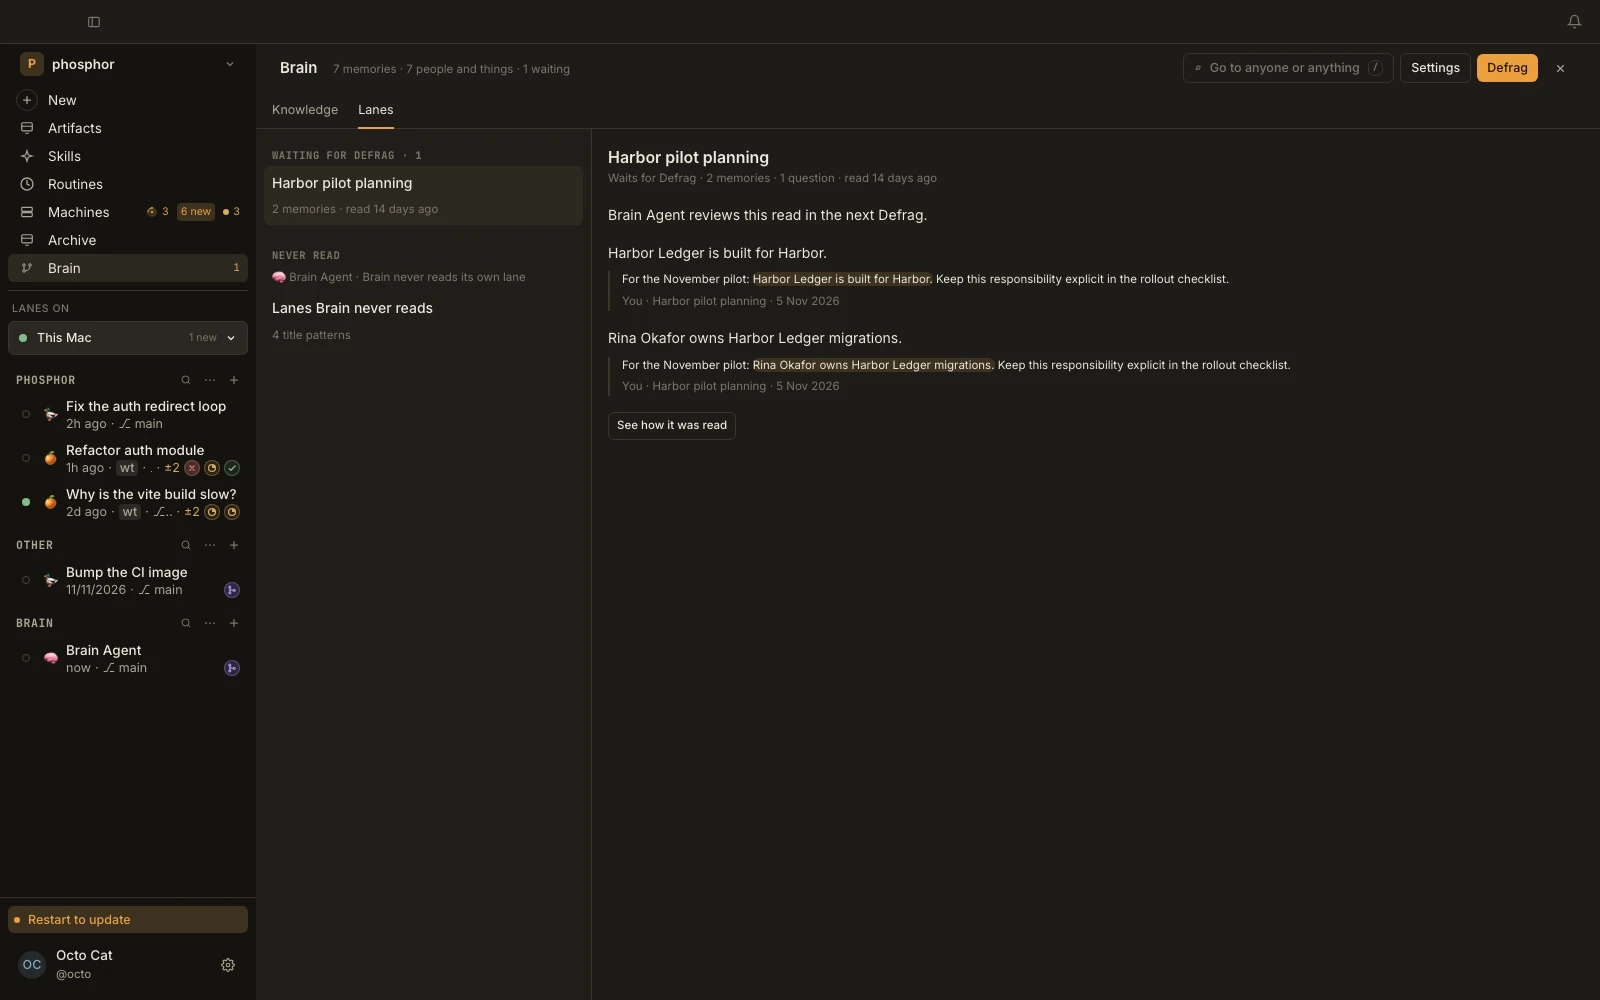 P phosphor
New
Artifacts
Skills
Routines
Machines 3 6 new 3
Archive
Brain 1
LANES ON
This Mac 1 new
PHOSPHOR
Fix the auth redirect loop
2h ago · main
Refactor auth module
1h ago · wt · . · ±2
Why is the vite build slow?
2d ago · wt · .. · ±2
OTHER
Bump the CI image
11/11/2026 · main
BRAIN
Brain Agent
now · main
Restart to update
OC Octo Cat
@octo
Brain 7 memories · 7 people and things · 1 waiting
Go to anyone or anything / Settings Defrag ×
Knowledge Lanes
WAITING FOR DEFRAG · 1
Harbor pilot planning
2 memories · read 14 days ago
NEVER READ
Brain Agent · Brain never reads its own lane
Lanes Brain never reads
4 title patterns
Harbor pilot planning
Waits for Defrag · 2 memories · 1 question · read 14 days ago
Brain Agent reviews this read in the next Defrag.
Harbor Ledger is built for Harbor.
For the November pilot: Harbor Ledger is built for Harbor. Keep this responsibility explicit in the rollout checklist.
You · Harbor pilot planning · 5 Nov 2026
Rina Okafor owns Harbor Ledger migrations.
For the November pilot: Rina Okafor owns Harbor Ledger migrations. Keep this responsibility explicit in the rollout checklist.
You · Harbor pilot planning · 5 Nov 2026
See how it was read